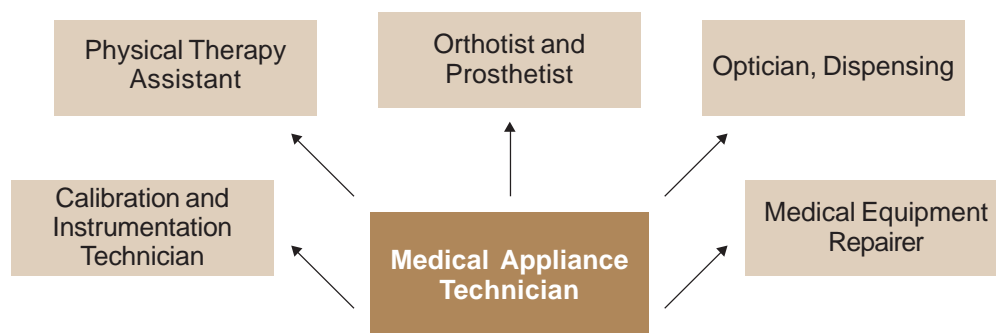 Physical Therapy
Assistant
Orthotist and
Prosthetist
Optician, Dispensing
Calibration and
Instrumentation
Technician
Medical Appliance
Technician
Medical Equipment
Repairer